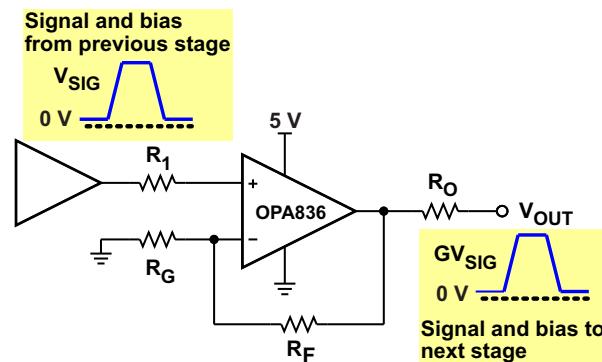 Signal and bias
from previous stage
VSIG
0 V
5 V
R1
+
OPA836
RO
VOUT
RG
−
GVSIG
0 V
RF
Signal and bias to
next stage